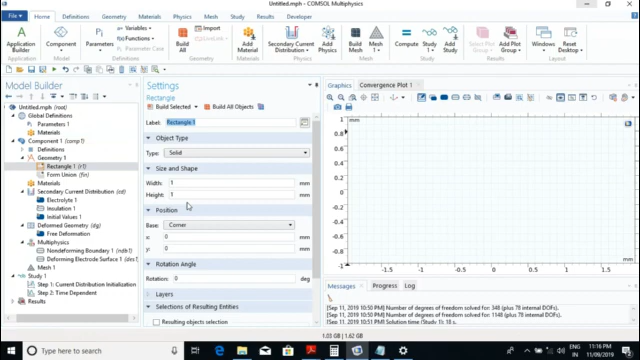 Untitled.mph - COMSOL Multiphysics
File Home Definitions Geometry Materials Physics Mesh Study Results Developer
Application Builder
Component 1
Parameters
Variables
Functions
Parameter Case
Build All
Import
LiveLink
Add Material
Secondary Current Distribution
Add Physics
Build Mesh
Mesh 1
Compute
Study 1
Add Study
Select Plot Group
Add Plot Group
Windows
Reset Desktop
Model Builder
Untitled.mph (root)
Global Definitions
Parameters 1
Materials
Component 1 (comp1)
Definitions
Geometry 1
Rectangle 1 (r1)
Form Union (fin)
Materials
Secondary Current Distribution (cd)
Electrolyte 1
Insulation 1
Initial Values 1
Deformed Geometry (dg)
Free Deformation
Multiphysics
Nondeforming Boundary 1 (ndb1)
Deforming Electrode Surface 1 (des1)
Mesh 1
Study 1
Step 1: Current Distribution Initialization
Step 2: Time Dependent
Results
Settings
Rectangle
Build Selected Build All Objects
Label: Rectangle 1
Object Type
Type: Solid
Size and Shape
Width: 1 mm
Height: 1 mm
Position
Base: Corner
x: 0 mm
y: 0 mm
Rotation Angle
Rotation: 0 deg
Layers
Selections of Resulting Entities
Resulting objects selection
Graphics Convergence Plot 1
mm
1
0.8
0.6
0.4
0.2
0
-0.2
-0.4
-0.6
-0.8
-1
mm
-1.5 -1 -0.5 0 0.5 1 1.5
Messages Progress Log
[Sep 11, 2019 10:50 PM] Number of degrees of freedom solved for: 348 (plus 78 internal DOFs).
[Sep 11, 2019 10:50 PM] Number of degrees of freedom solved for: 1148 (plus 78 internal DOFs).
[Sep 11, 2019 10:51 PM] Solution time (Study 1): 18 s.
1.03 GB | 1.62 GB
Type here to search
ENG
IN
11:16 PM
11/09/2019